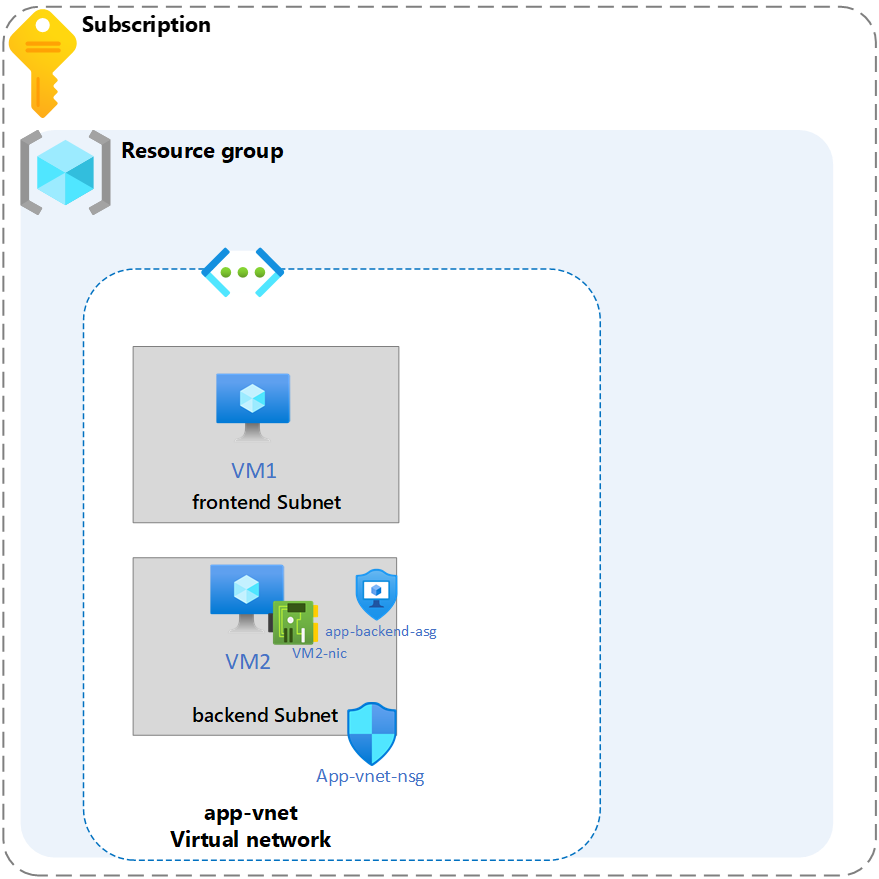 Subscription
Resource group
VM1
frontend Subnet
app-backend-asg
VM2-nic
VM2
backend Subnet
App-vnet-nsg
app-vnet
Virtual network